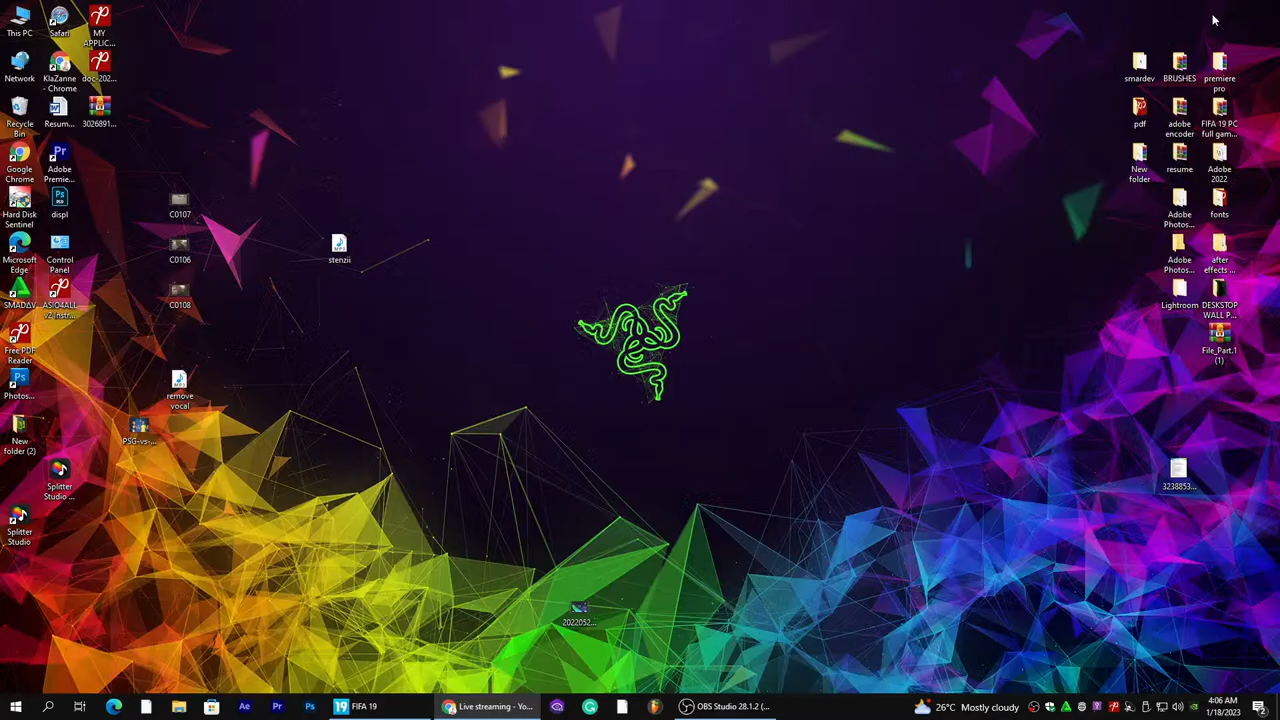 This PC
Safari
MY
APPLIC...
Network
KlaZanne
- Chrome
doc-202...
Recycle
Bin
Resum...
3026891...
Google
Chrome
Adobe
Premie...
Hard Disk
Sentinel
displ
Microsoft
Edge
Control
Panel
SMADAV
ASIO4ALL
v2 Instr...
Free PDF
Reader
Photos...
New
folder (2)
Splitter
Studio ...
Splitter
Studio
C0107
C0106
C0108
remove
vocal
PSG-vs-...
stenzii
2022052...
smardev
BRUSHES
premiere
pro
pdf
adobe
encoder
FIFA 19 PC
full gam...
New
folder
resume
Adobe
2022
Adobe
Photos...
fonts
Adobe
Photos...
after
effects ...
Lightroom
DESKSTOP
WALL P...
File_Part.1
(1)
3238853...
FIFA 19
Live streaming - Yo...
OBS Studio 28.1.2 (...
26°C Mostly cloudy
4:06 AM
1/18/2023